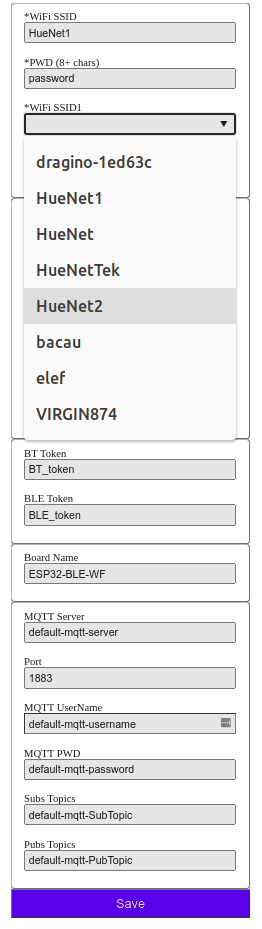 *WiFi SSID
HueNet1
*PWD (8+ chars)
password
*WiFi SSID1
dragino-1ed63c
HueNet1
HueNet
HueNetTek
HueNet2
bacau
elef
VIRGIN874
BT Token
BT_token
BLE Token
BLE_token
Board Name
ESP32-BLE-WF
MQTT Server
default-mqtt-server
Port
1883
MQTT UserName
default-mqtt-username
MQTT PWD
default-mqtt-password
Subs Topics
default-mqtt-SubTopic
Pubs Topics
default-mqtt-PubTopic
Save